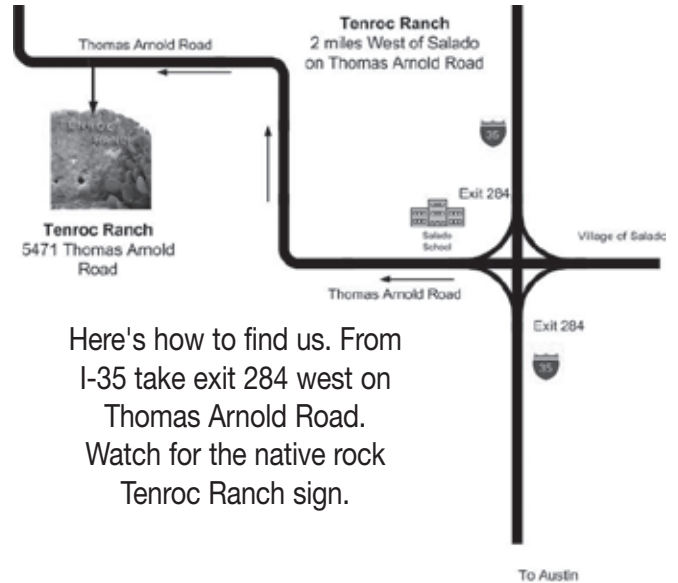 Tenroc Ranch
2 miles West of Salado
on Thomas Arnold Road
Thomas Arnold Road
TENROC
RANCH
Tenroc Ranch
5471 Thomas Arnold
Road
35
Exit 284
Salado
School
Village of Salado
Thomas Arnold Road
Exit 284
35
Here's how to find us. From
I-35 take exit 284 west on
Thomas Arnold Road.
Watch for the native rock
Tenroc Ranch sign.
To Austin